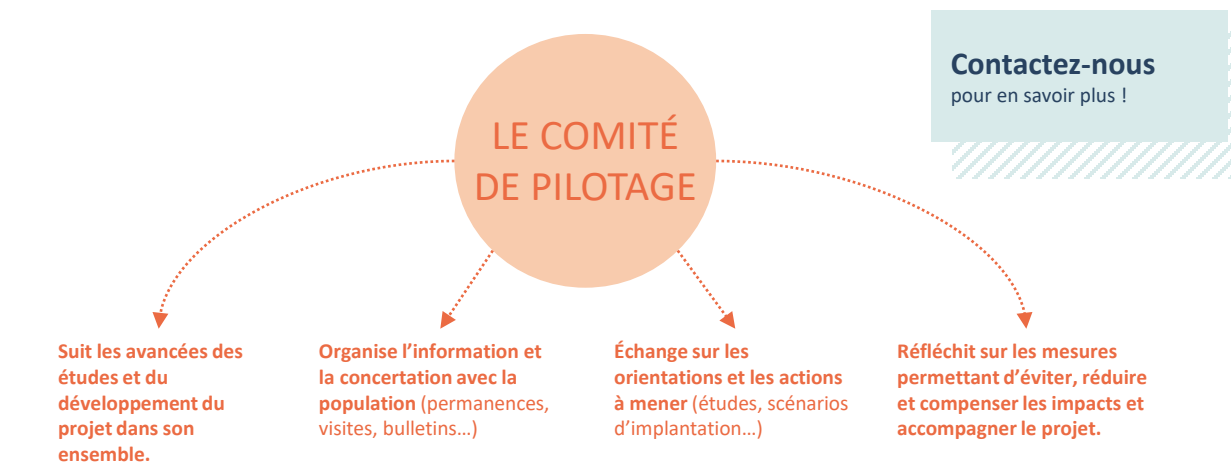 Contactez-nous
pour en savoir plus !
LE COMITÉ
DE PILOTAGE
Suit les avancées des
études et du
développement du
projet dans son
ensemble.
Organise l’information et
la concertation avec la
population (permanences,
visites, bulletins…)
Échange sur les
orientations et les actions
à mener (études, scénarios
d’implantation…)
Réfléchit sur les mesures
permettant d’éviter, réduire
et compenser les impacts et
accompagner le projet.